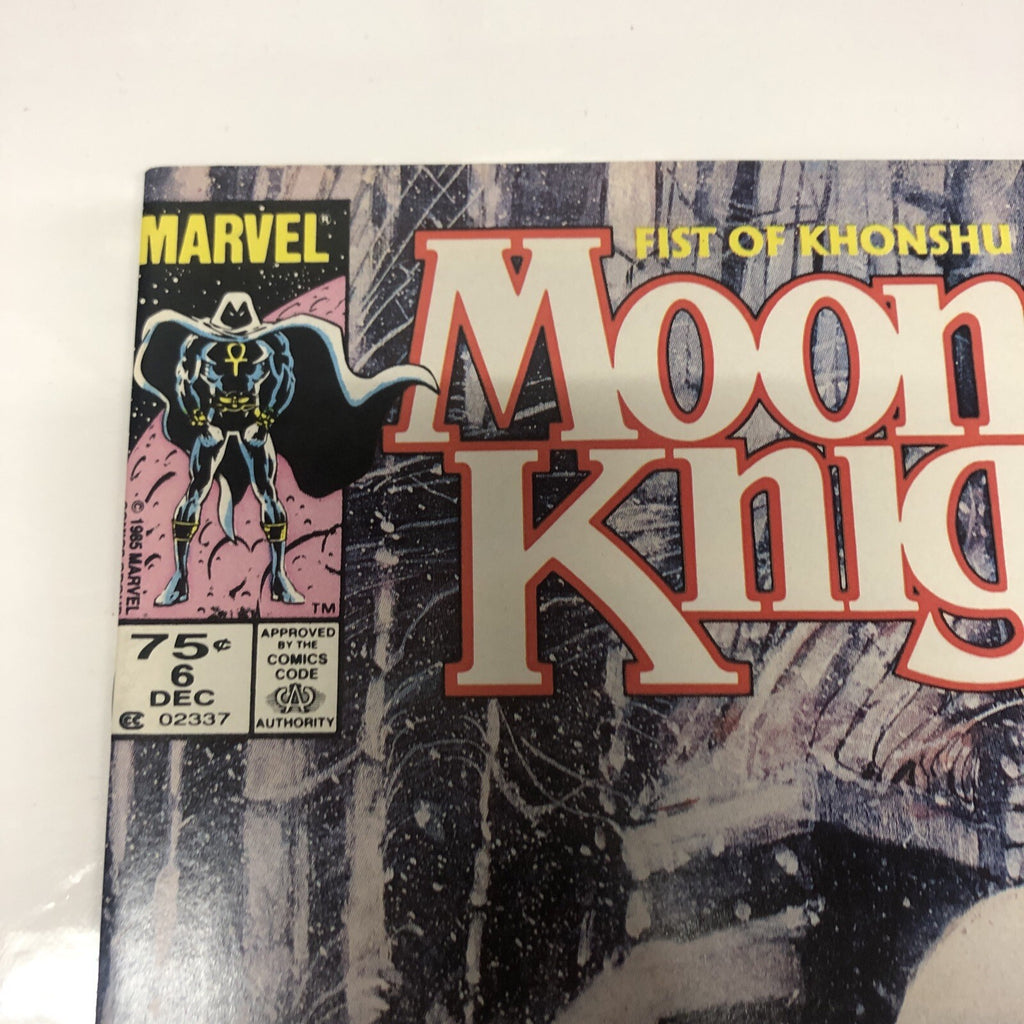 MARVEL®
FIST OF KHONSHU
MOON
KNIG
© 1985 MARVEL
TM
75¢
6
DEC
02337
APPROVED
BY THE
COMICS
CODE
AUTHORITY